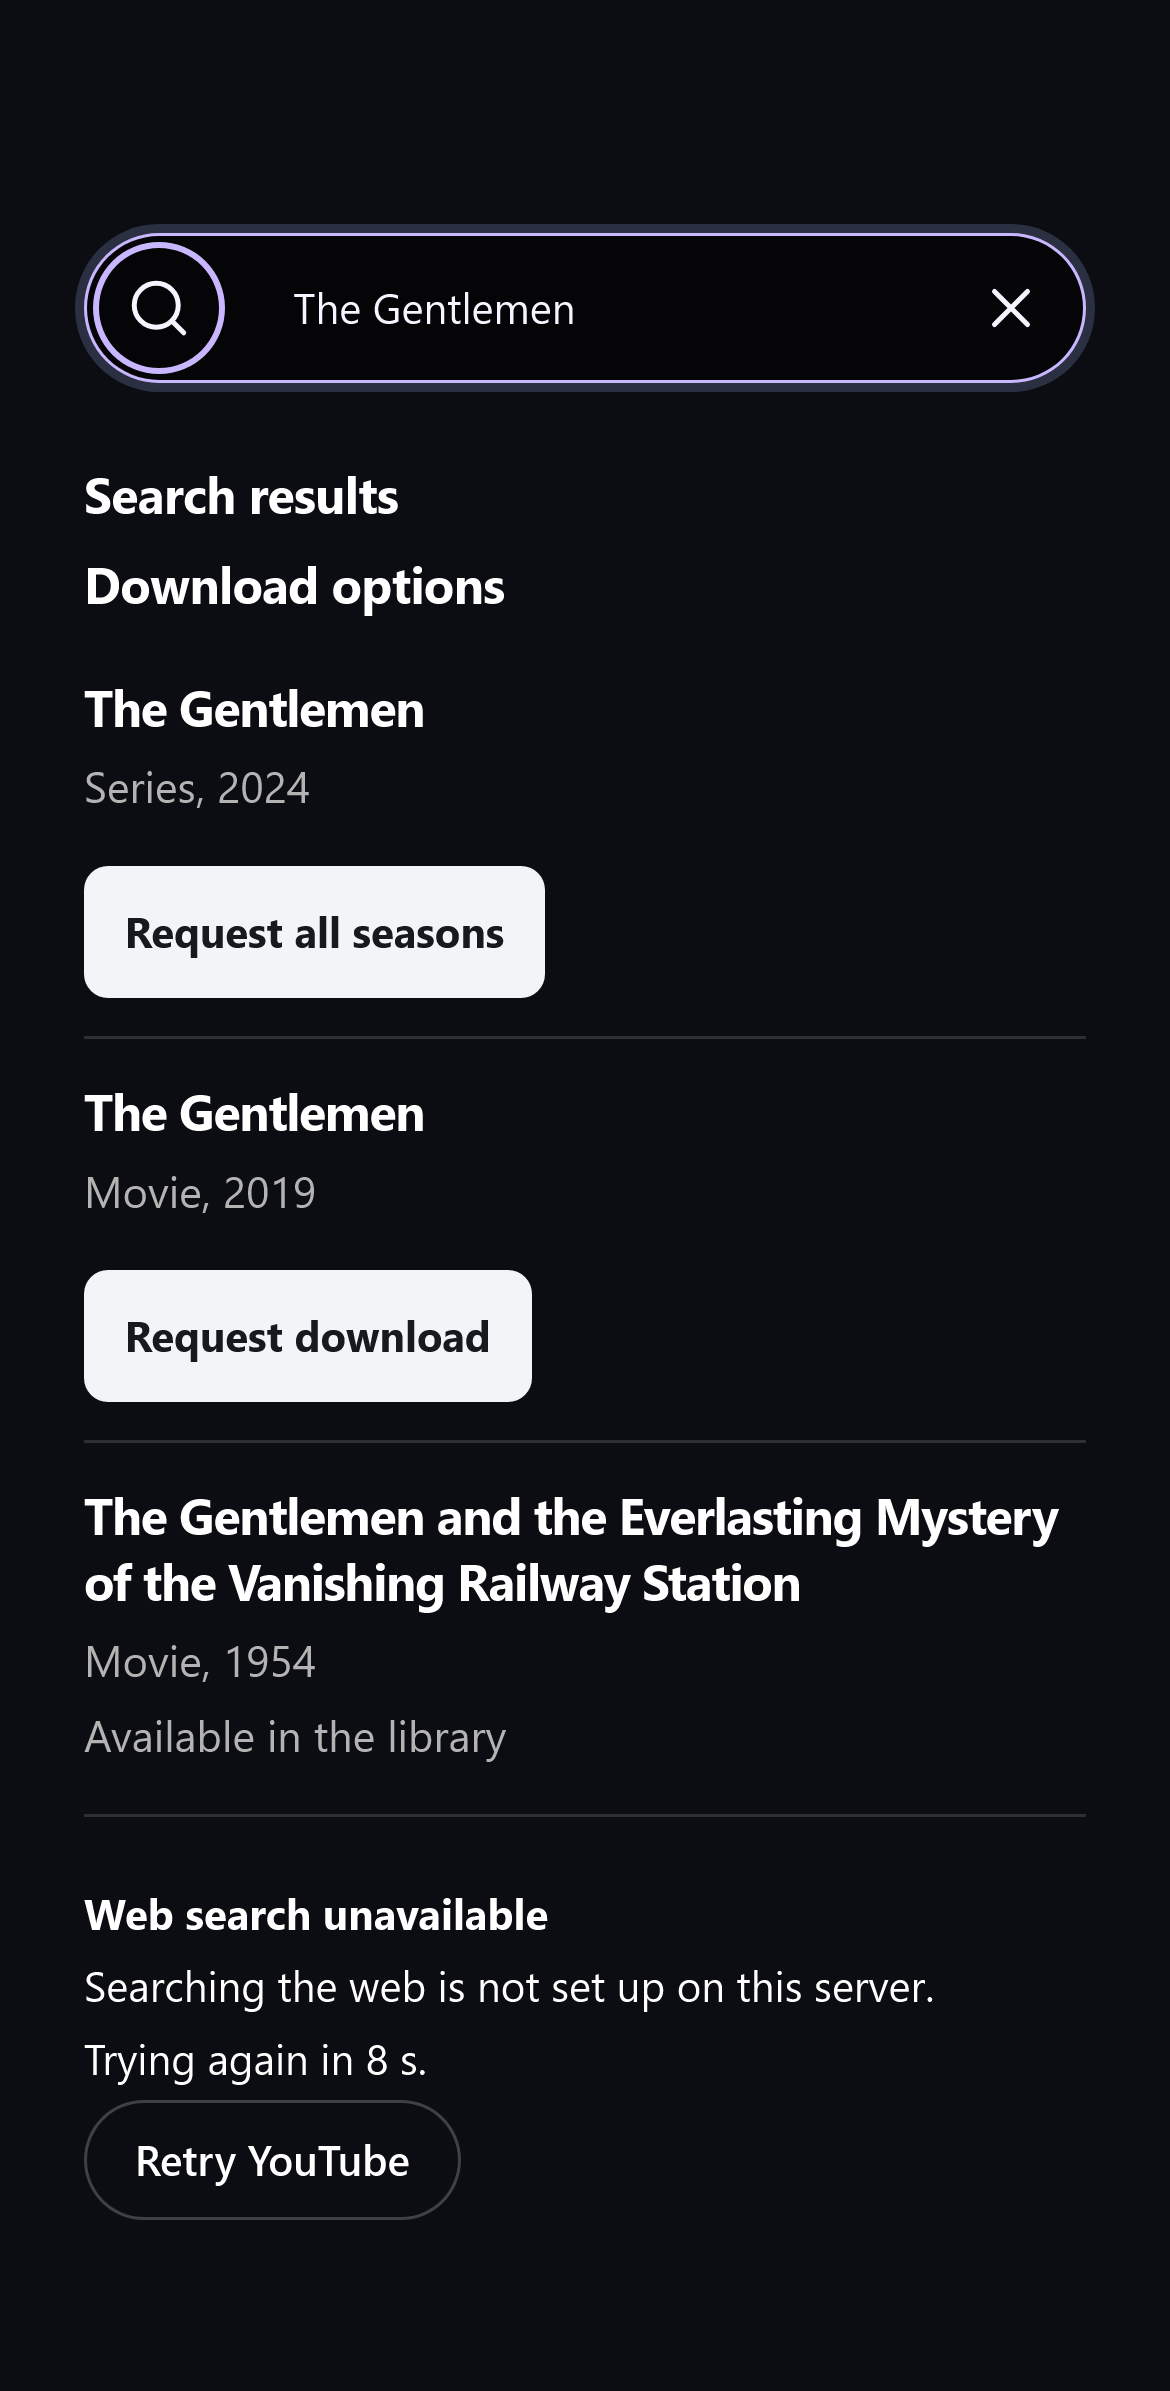 The Gentlemen
Search results
Download options
The Gentlemen
Series, 2024
Request all seasons
The Gentlemen
Movie, 2019
Request download
The Gentlemen and the Everlasting Mystery
of the Vanishing Railway Station
Movie, 1954
Available in the library
Web search unavailable
Searching the web is not set up on this server.
Trying again in 8 s.
Retry YouTube